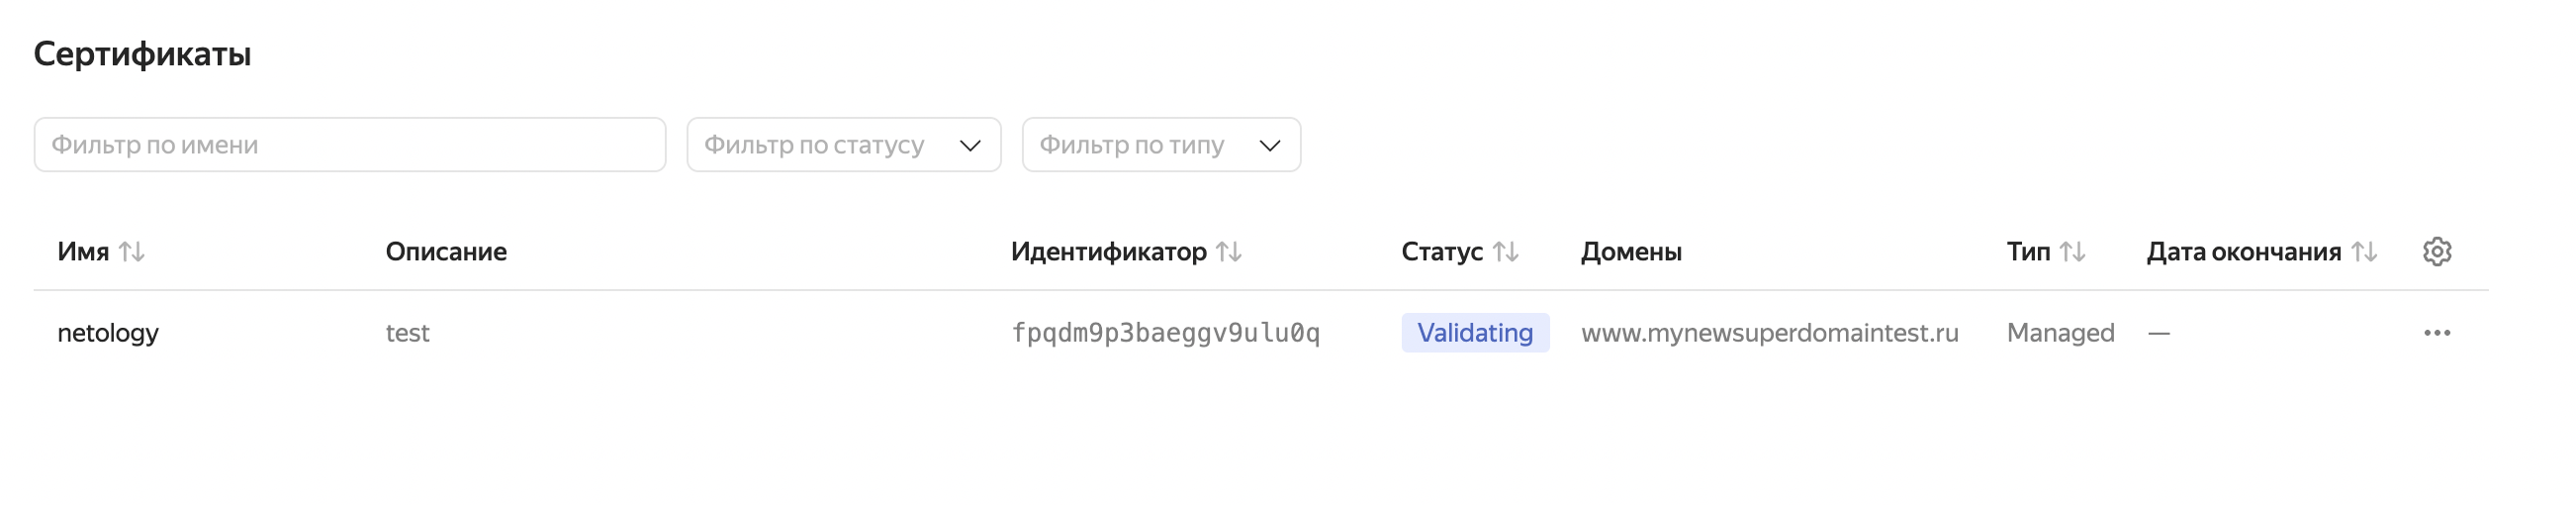 Сертификаты
Фильтр по имени Фильтр по статусу Фильтр по типу
Имя Описание Идентификатор Статус Домены Тип Дата окончания
netology test fpqdm9p3baeggv9ulu0q Validating www.mynewsuperdomaintest.ru Managed —